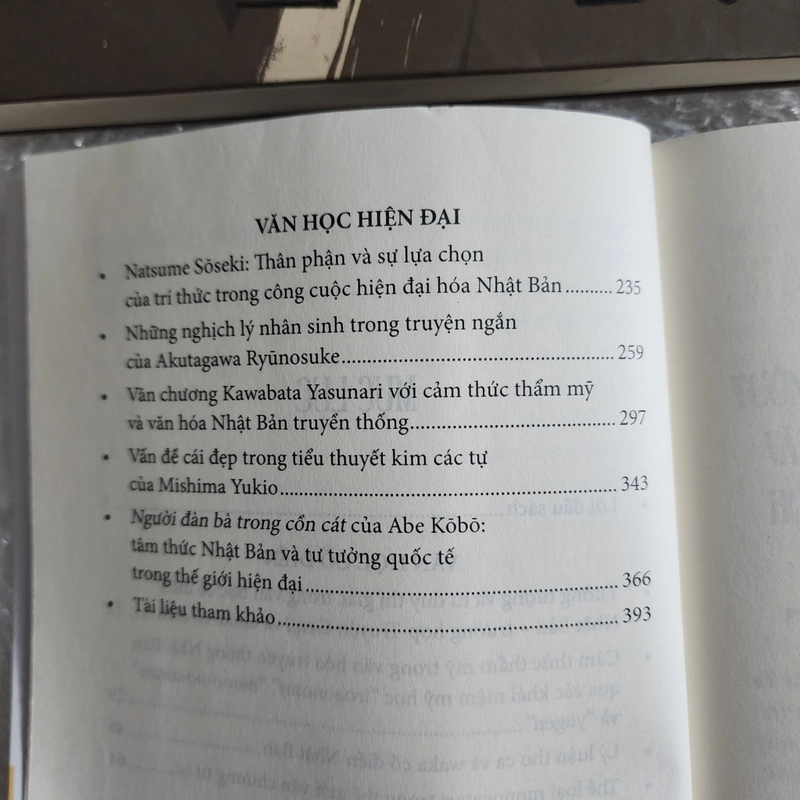 VĂN HỌC HIỆN ĐẠI
• Natsume Sōseki: Thân phận và sự lựa chọn
của trí thức trong công cuộc hiện đại hóa Nhật Bản..........235
• Những nghịch lý nhân sinh trong truyện ngắn
của Akutagawa Ryūnosuke......................................................259
• Văn chương Kawabata Yasunari với cảm thức thẩm mỹ
và văn hóa Nhật Bản truyền thống.........................................297
• Vấn đề cái đẹp trong tiểu thuyết kim các tự
của Mishima Yukio..................................................................343
• Người đàn bà trong cồn cát của Abe Kōbō:
tâm thức Nhật Bản và tư tưởng quốc tế
trong thế giới hiện đại..............................................................366
• Tài liệu tham khảo....................................................................393